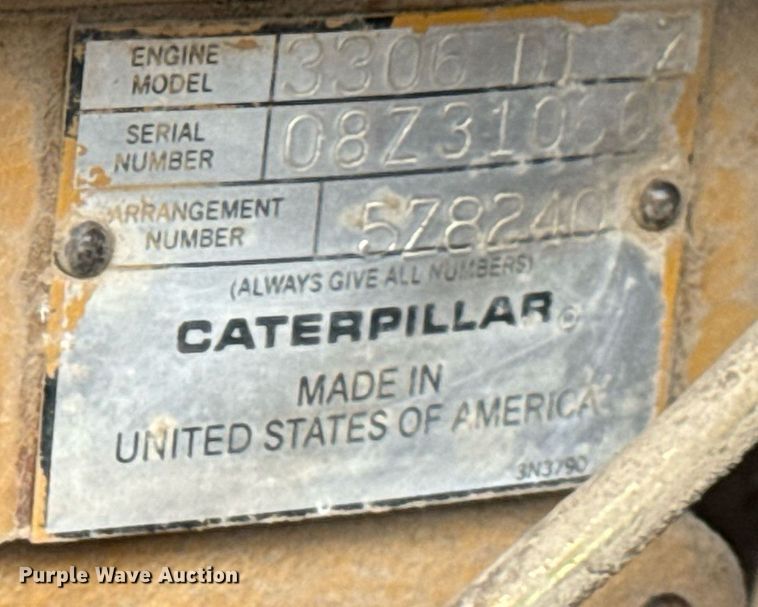 ENGINE MODEL 3306
SERIAL NUMBER
ARRANGEMENT NUMBER 5Z8240
(ALWAYS GIVE ALL NUMBERS)
CATERPILLAR
MADE IN
UNITED STATES OF AMERICA
3N3790
Purple Wave Auction